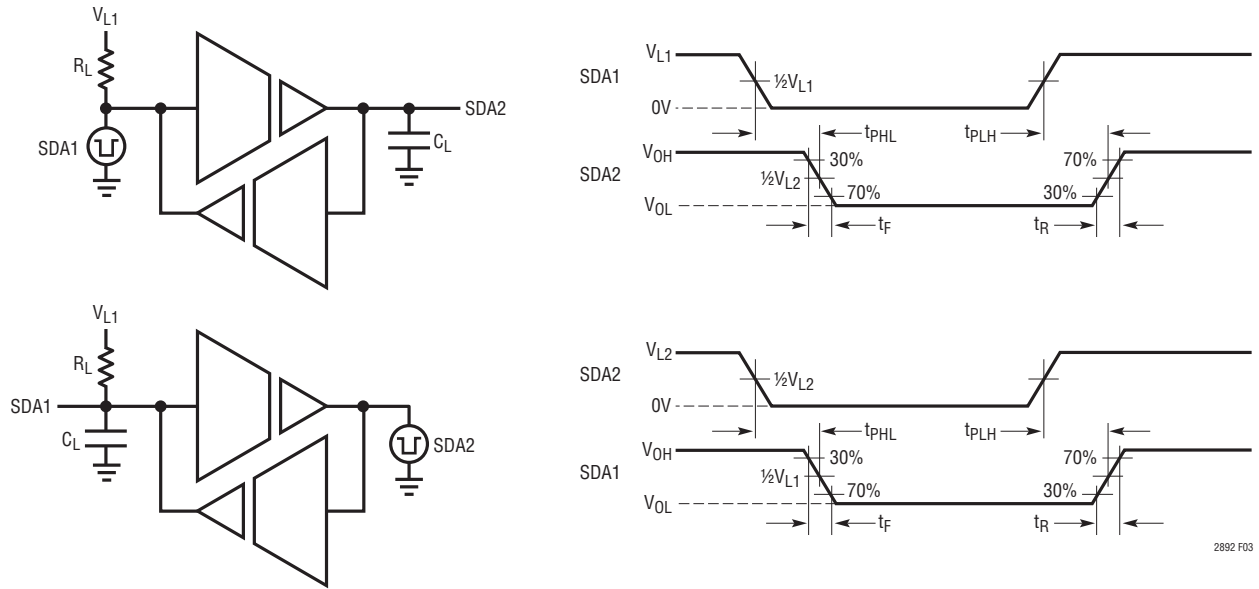 VL1
RL
SDA1
SDA2
CL
SDA1
VL1
½VL1
0V
tPHL
tPLH
SDA2
VOH
30%
70%
½VL2
70%
30%
VOL
tF
tR
VL1
RL
SDA1
CL
SDA2
SDA2
VL2
½VL2
0V
tPHL
tPLH
SDA1
VOH
30%
70%
½VL1
70%
30%
VOL
tF
tR
2892 F03